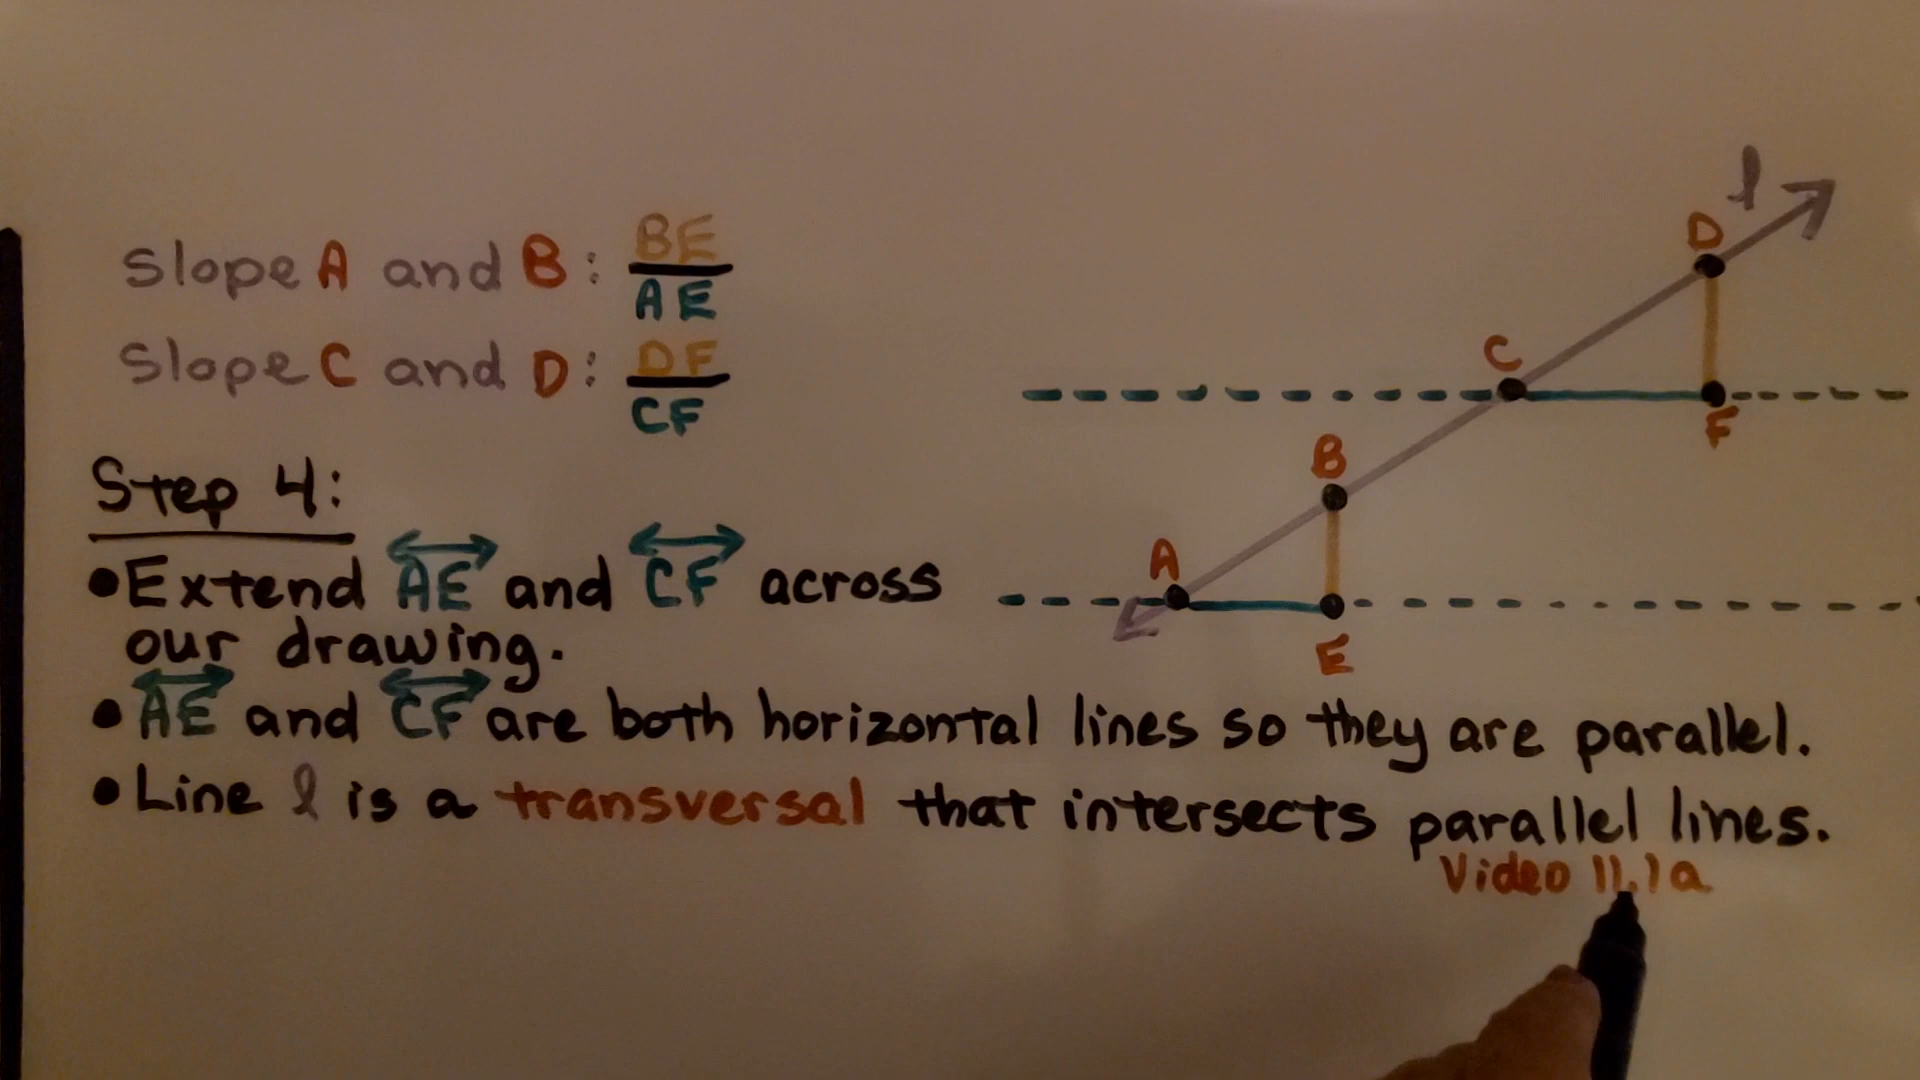 Slope A and B: BE
AE
Slope C and D: DF
CF
Step 4:
• Extend AE and CF across
our drawing.
• AE and CF are both horizontal lines so they are parallel.
• Line l is a transversal that intersects parallel lines.
Video 11.1a
l
D
C
F
B
A
E